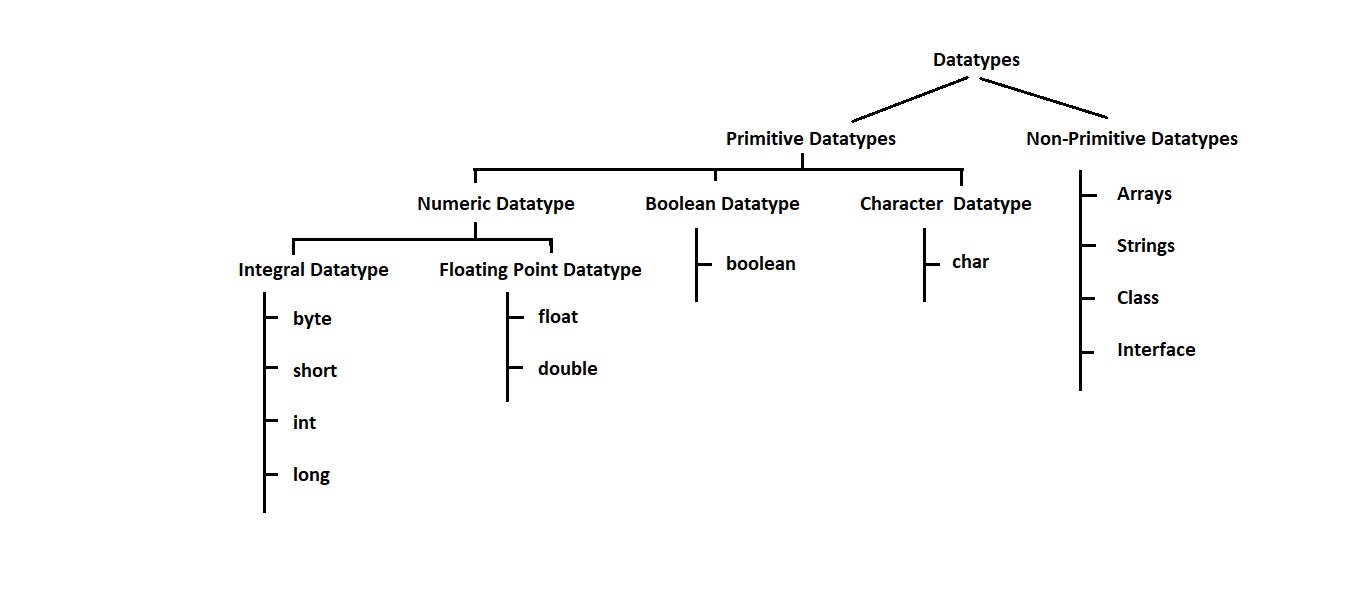 Datatypes
Primitive Datatypes
Non-Primitive Datatypes
Numeric Datatype
Boolean Datatype
Character Datatype
Integral Datatype
byte
short
int
long
Floating Point Datatype
float
double
boolean
char
Arrays
Strings
Class
Interface